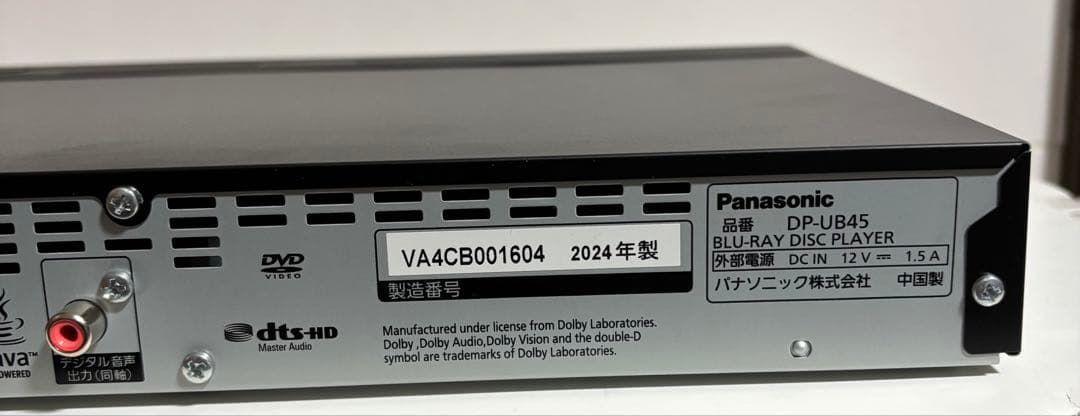 Panasonic
品番 DP-UB45
BLU-RAY DISC PLAYER
外部電源 DC IN 12 V ⎓ 1.5 A
パナソニック株式会社 中国製
VA4CB001604 2024年製
製造番号
DVD
VIDEO
dts-HD
Master Audio
Manufactured under license from Dolby Laboratories.
Dolby ,Dolby Audio,Dolby Vision and the double-D
symbol are trademarks of Dolby Laboratories.
デジタル音声
出力(同軸)